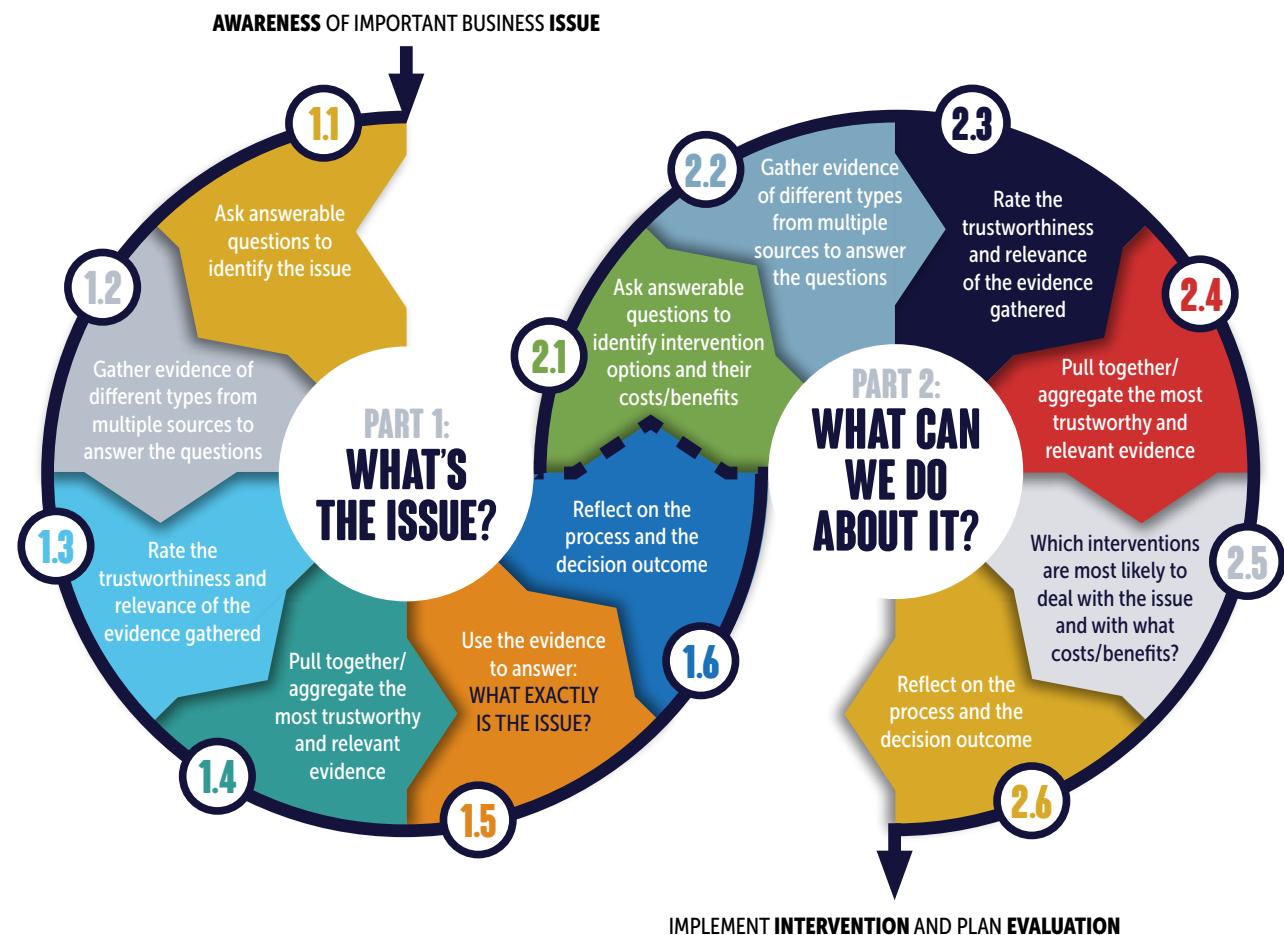 AWARENESS OF IMPORTANT BUSINESS ISSUE
1.1
Ask answerable
questions to
identify the issue
1.2
Gather evidence of
different types from
multiple sources to
answer the questions
1.3
Rate the
trustworthiness and
relevance of the
evidence gathered
1.4
Pull together/
aggregate the
most trustworthy
and relevant
evidence
1.5
Use the evidence
to answer:
WHAT EXACTLY
IS THE ISSUE?
1.6
Reflect on the
process and the
decision outcome
PART 1:
WHAT'S
THE ISSUE?
2.1
Ask answerable
questions to
identify intervention
options and their
costs/benefits
2.2
Gather evidence
of different types
from multiple
sources to answer
the questions
2.3
Rate the
trustworthiness
and relevance
of the evidence
gathered
2.4
Pull together/
aggregate the most
trustworthy and
relevant evidence
2.5
Which interventions
are most likely to
deal with the issue
and with what
costs/benefits?
2.6
Reflect on the
process and the
decision outcome
PART 2:
WHAT CAN
WE DO
ABOUT IT?
IMPLEMENT INTERVENTION AND PLAN EVALUATION